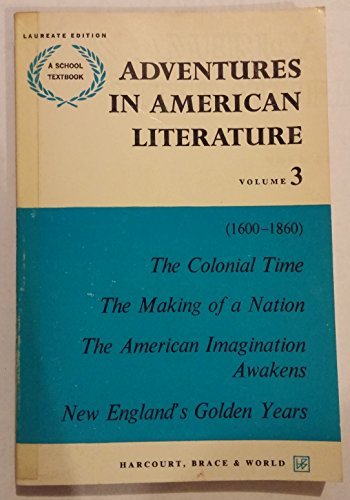 LAUREATE EDITION
A SCHOOL
TEXTBOOK
ADVENTURES
IN AMERICAN
LITERATURE
VOLUME 3
(1600–1860)
The Colonial Time
The Making of a Nation
The American Imagination
Awakens
New England's Golden Years
HARCOURT, BRACE & WORLD